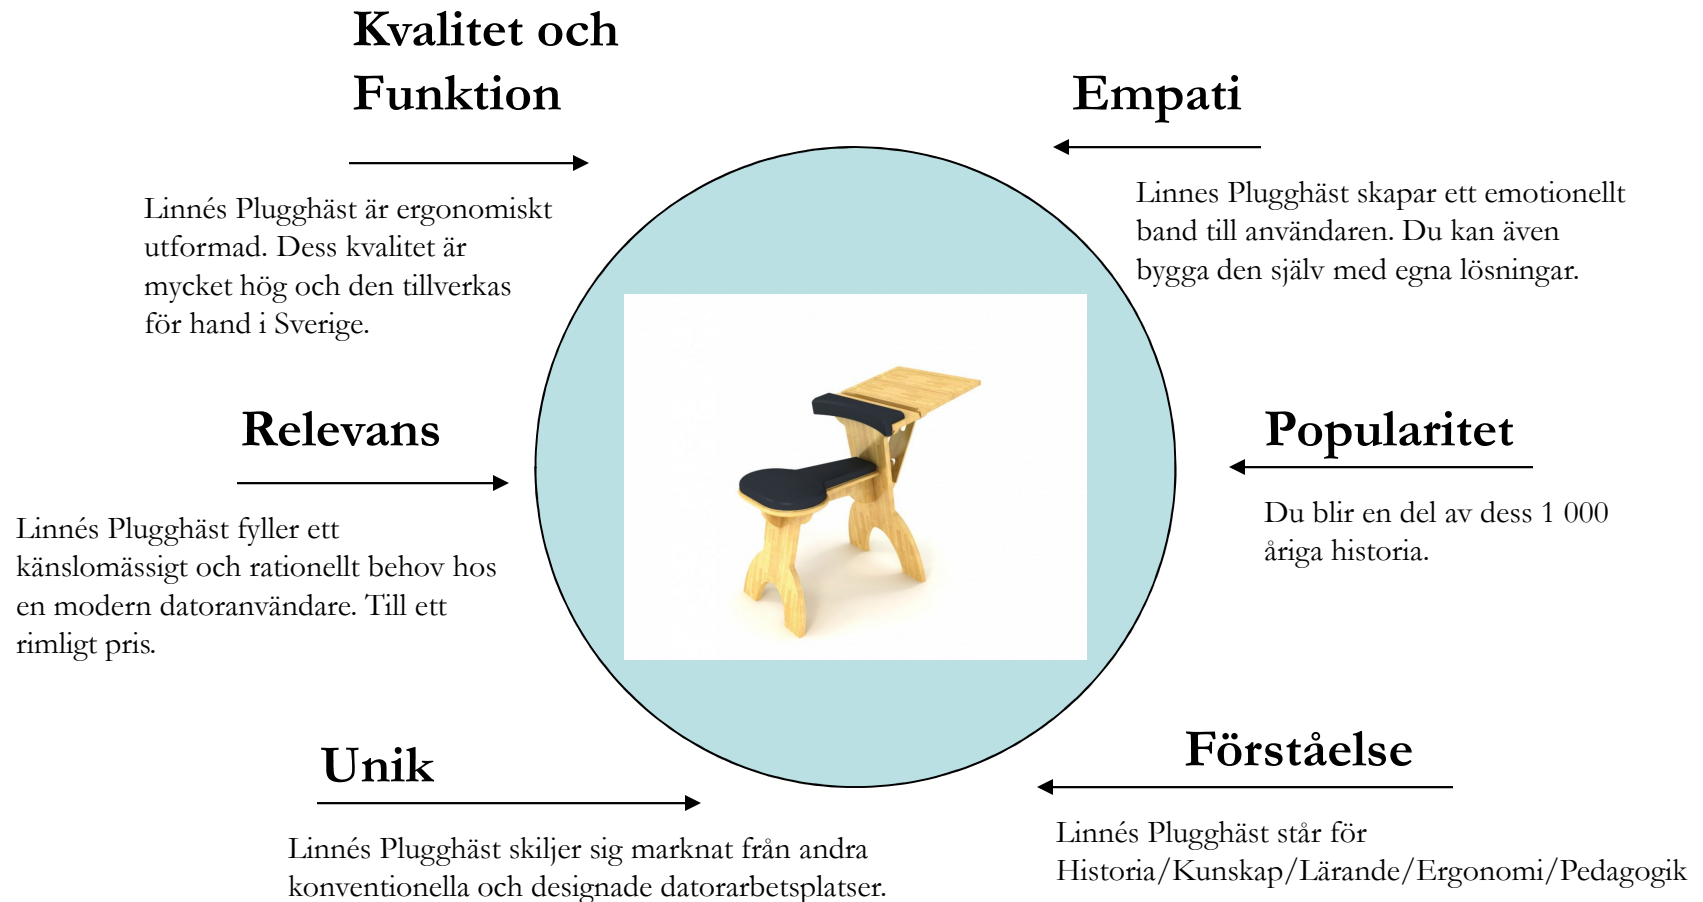 Kvalitet och
Funktion
Linnés Plugghäst är ergonomiskt
utformad. Dess kvalitet är
mycket hög och den tillverkas
för hand i Sverige.
Relevans
Linnés Plugghäst fyller ett
känslomässigt och rationellt behov hos
en modern datoranvändare. Till ett
rimligt pris.
Unik
Linnés Plugghäst skiljer sig marknat från andra
konventionella och designade datorarbetsplatser.
Empati
Linnes Plugghäst skapar ett emotionellt
band till användaren. Du kan även
bygga den själv med egna lösningar.
Popularitet
Du blir en del av dess 1 000
åriga historia.
Förståelse
Linnés Plugghäst står för
Historia/Kunskap/Lärande/Ergonomi/Pedagogik